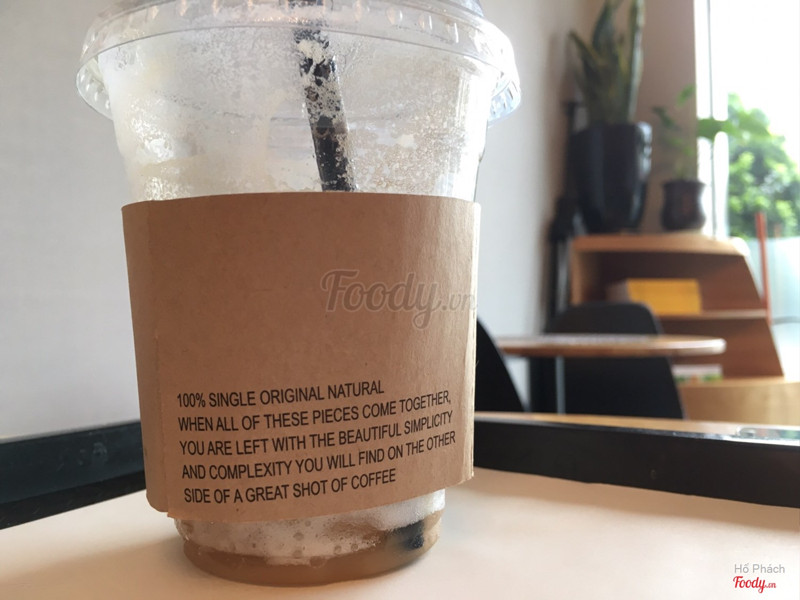 Foody.vn
100% SINGLE ORIGINAL NATURAL
WHEN ALL OF THESE PIECES COME TOGETHER,
YOU ARE LEFT WITH THE BEAUTIFUL SIMPLICITY
AND COMPLEXITY YOU WILL FIND ON THE OTHER
SIDE OF A GREAT SHOT OF COFFEE
Hổ Phách
Foody.vn